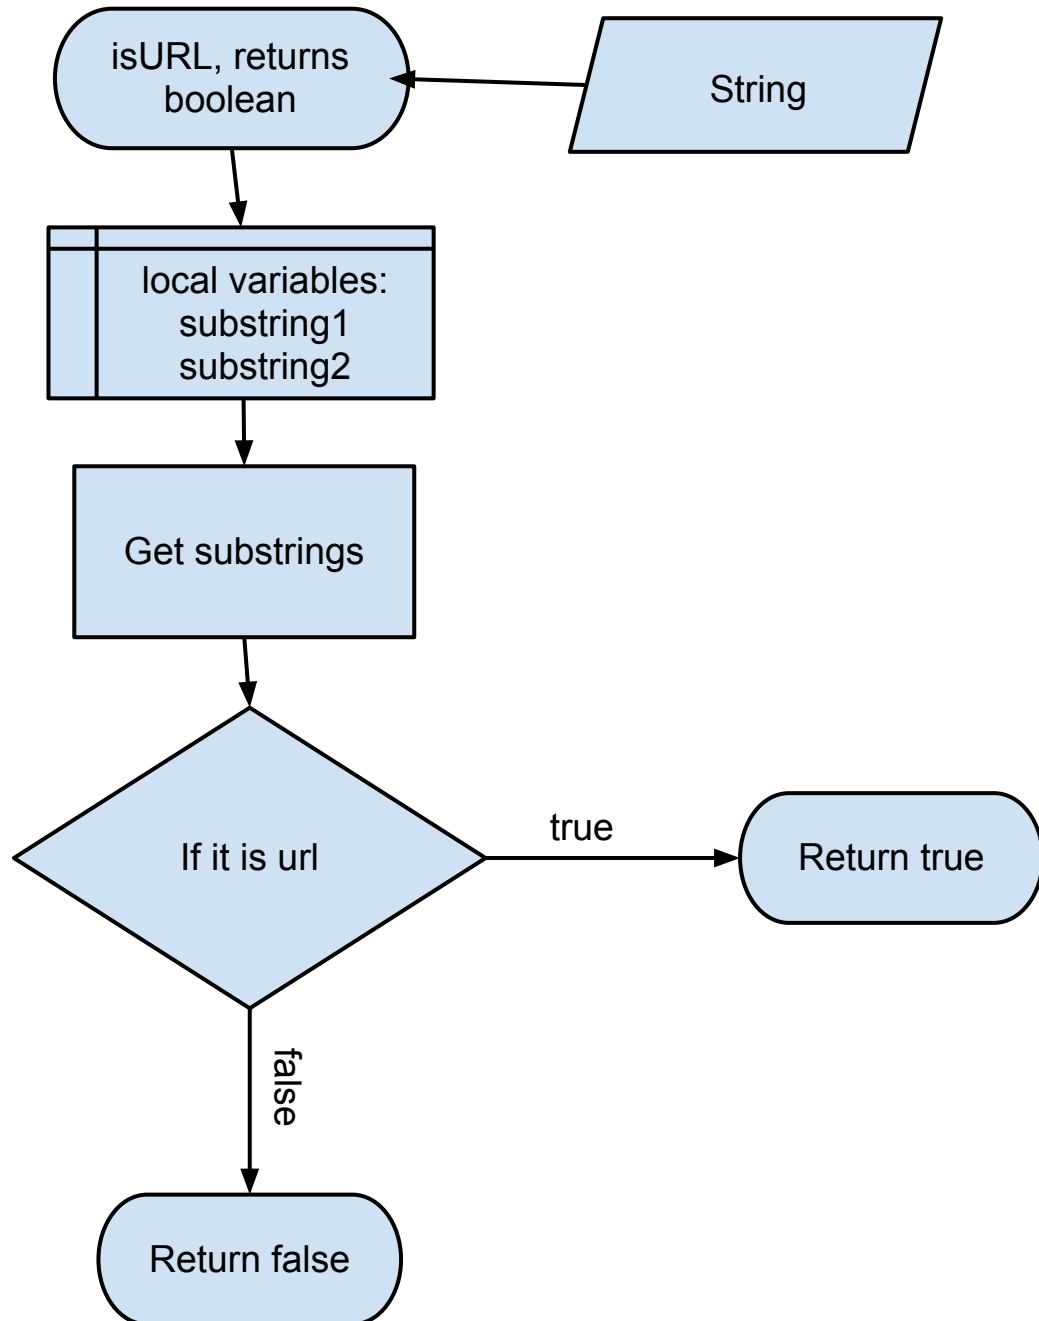 isURL, returns
boolean
String
local variables:
substring1
substring2
Get substrings
If it is url
true
Return true
false
Return false